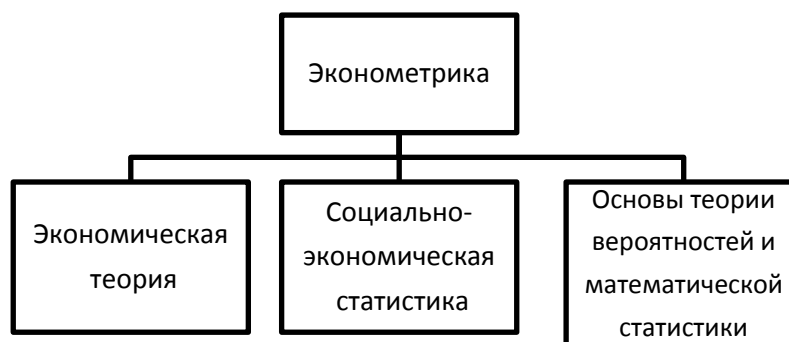 Эконометрика
Экономическая
теория
Социально-
экономическая
статистика
Основы теории
вероятностей и
математической
статистики